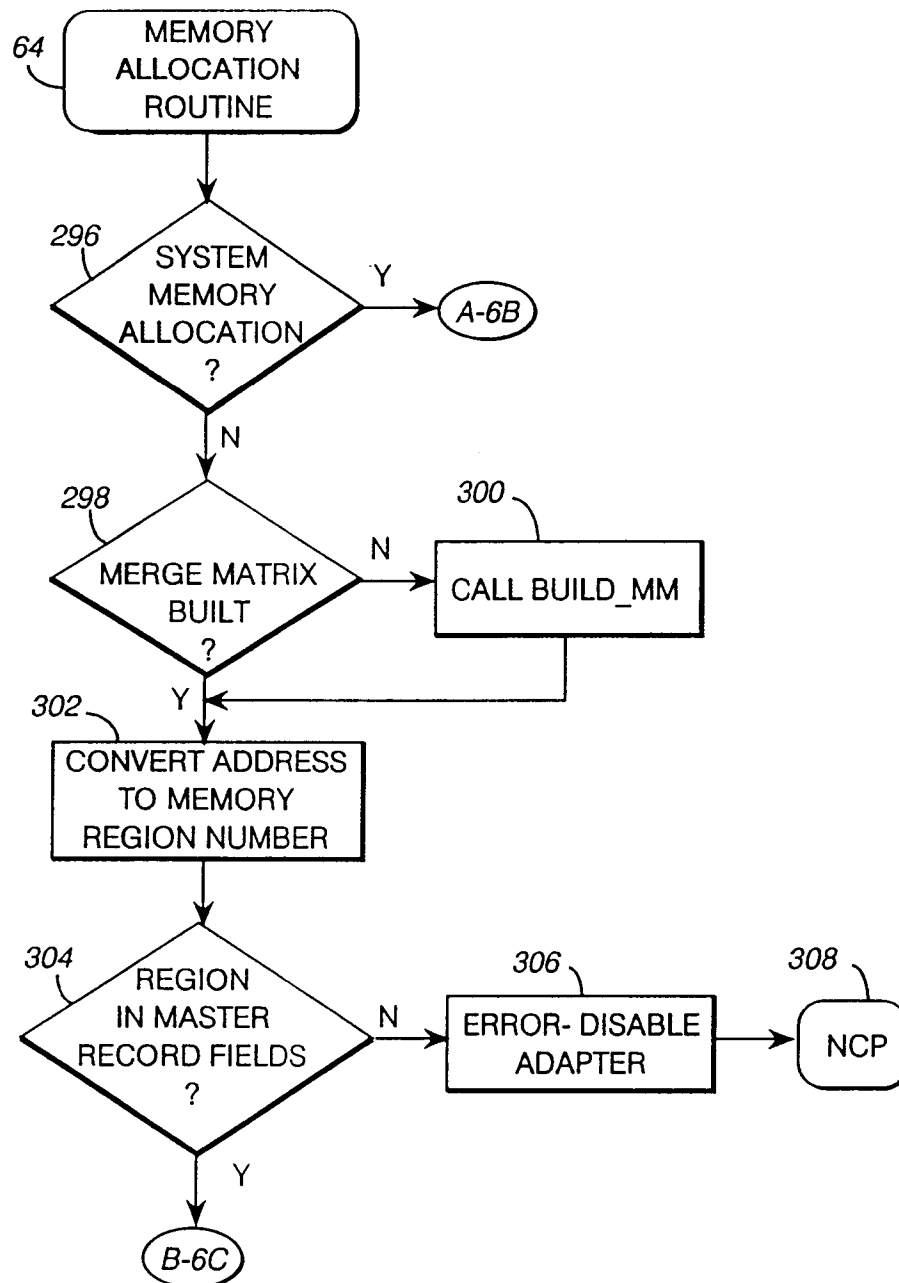 64
MEMORY
ALLOCATION
ROUTINE
296
SYSTEM
MEMORY
ALLOCATION
?
Y
A-6B
N
298
MERGE MATRIX
BUILT
?
N
300
CALL BUILD_MM
Y
302
CONVERT ADDRESS
TO MEMORY
REGION NUMBER
304
REGION
IN MASTER
RECORD FIELDS
?
N
306
ERROR- DISABLE
ADAPTER
308
NCP
Y
B-6C